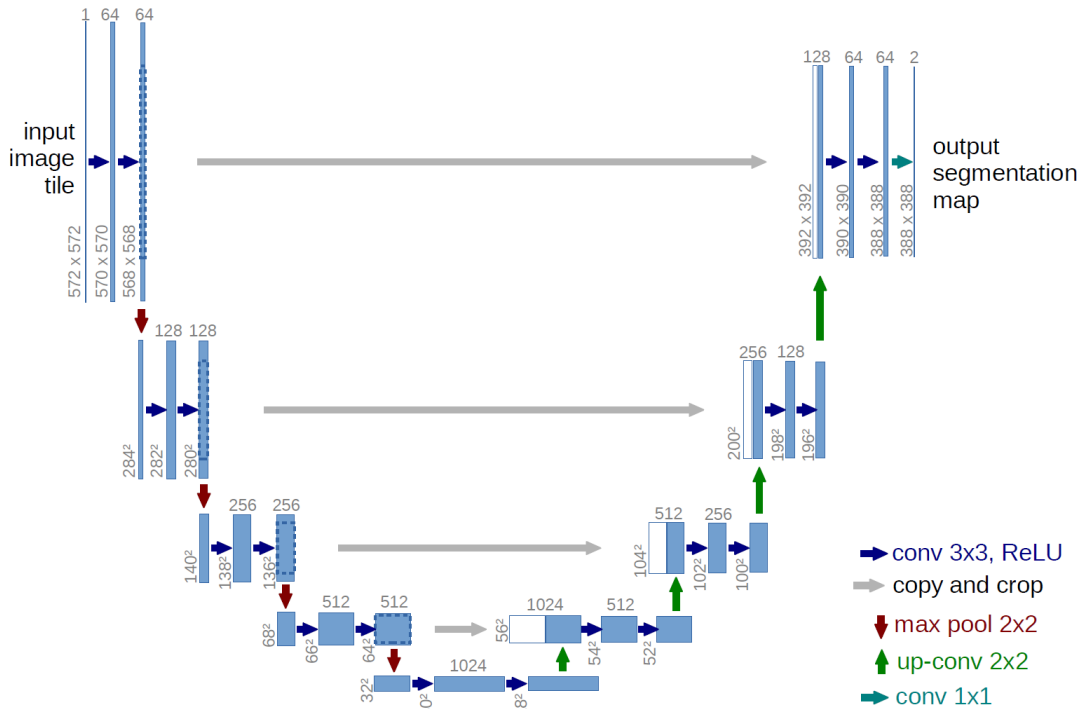 1 64 64
input
image
tile
572 x 572
570 x 570
568 x 568
128 64 64 2
output
segmentation
map
392 x 392
390 x 390
388 x 388
388 x 388
128 128
284²
282²
280²
256 128
200²
198²
196²
256 256
140²
138²
136²
512 256
104²
102²
100²
512 512
68²
66²
64²
1024 512
56²
54²
52²
1024
32²
0²
8²
conv 3x3, ReLU
copy and crop
max pool 2x2
up-conv 2x2
conv 1x1